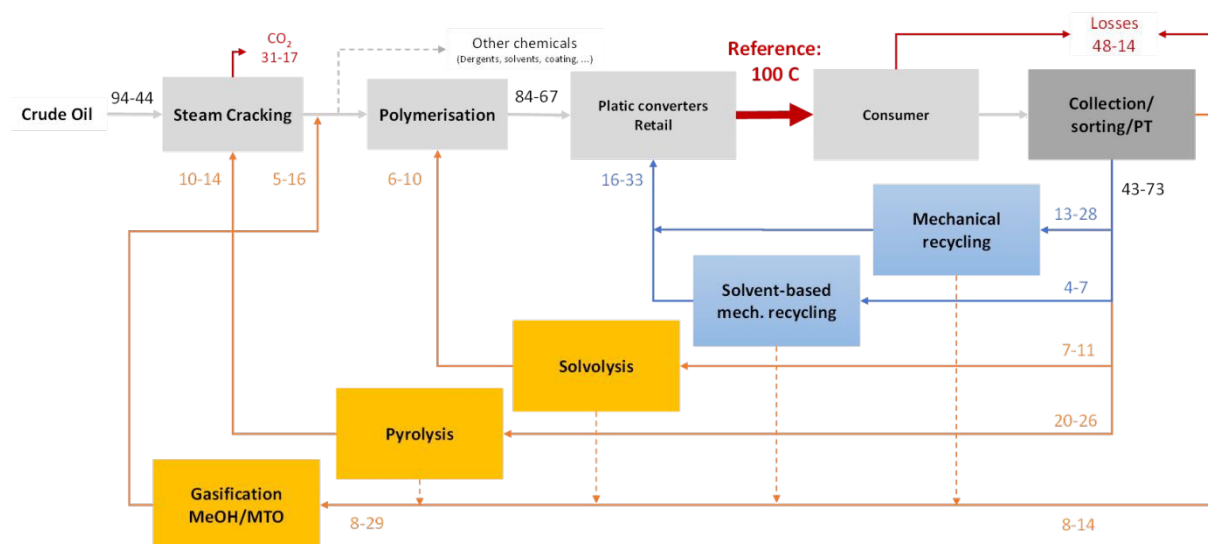 CO2
31-17
Other chemicals
(Dergents, solvents, coating, ...)
Reference:
100 C
Losses
48-14
Crude Oil
94-44
Steam Cracking
Polymerisation
84-67
Platic converters
Retail
Consumer
Collection/
sorting/PT
10-14
5-16
6-10
16-33
43-73
Mechanical
recycling
13-28
Solvent-based
mech. recycling
4-7
Solvolysis
7-11
Pyrolysis
20-26
Gasification
MeOH/MTO
8-29
8-14